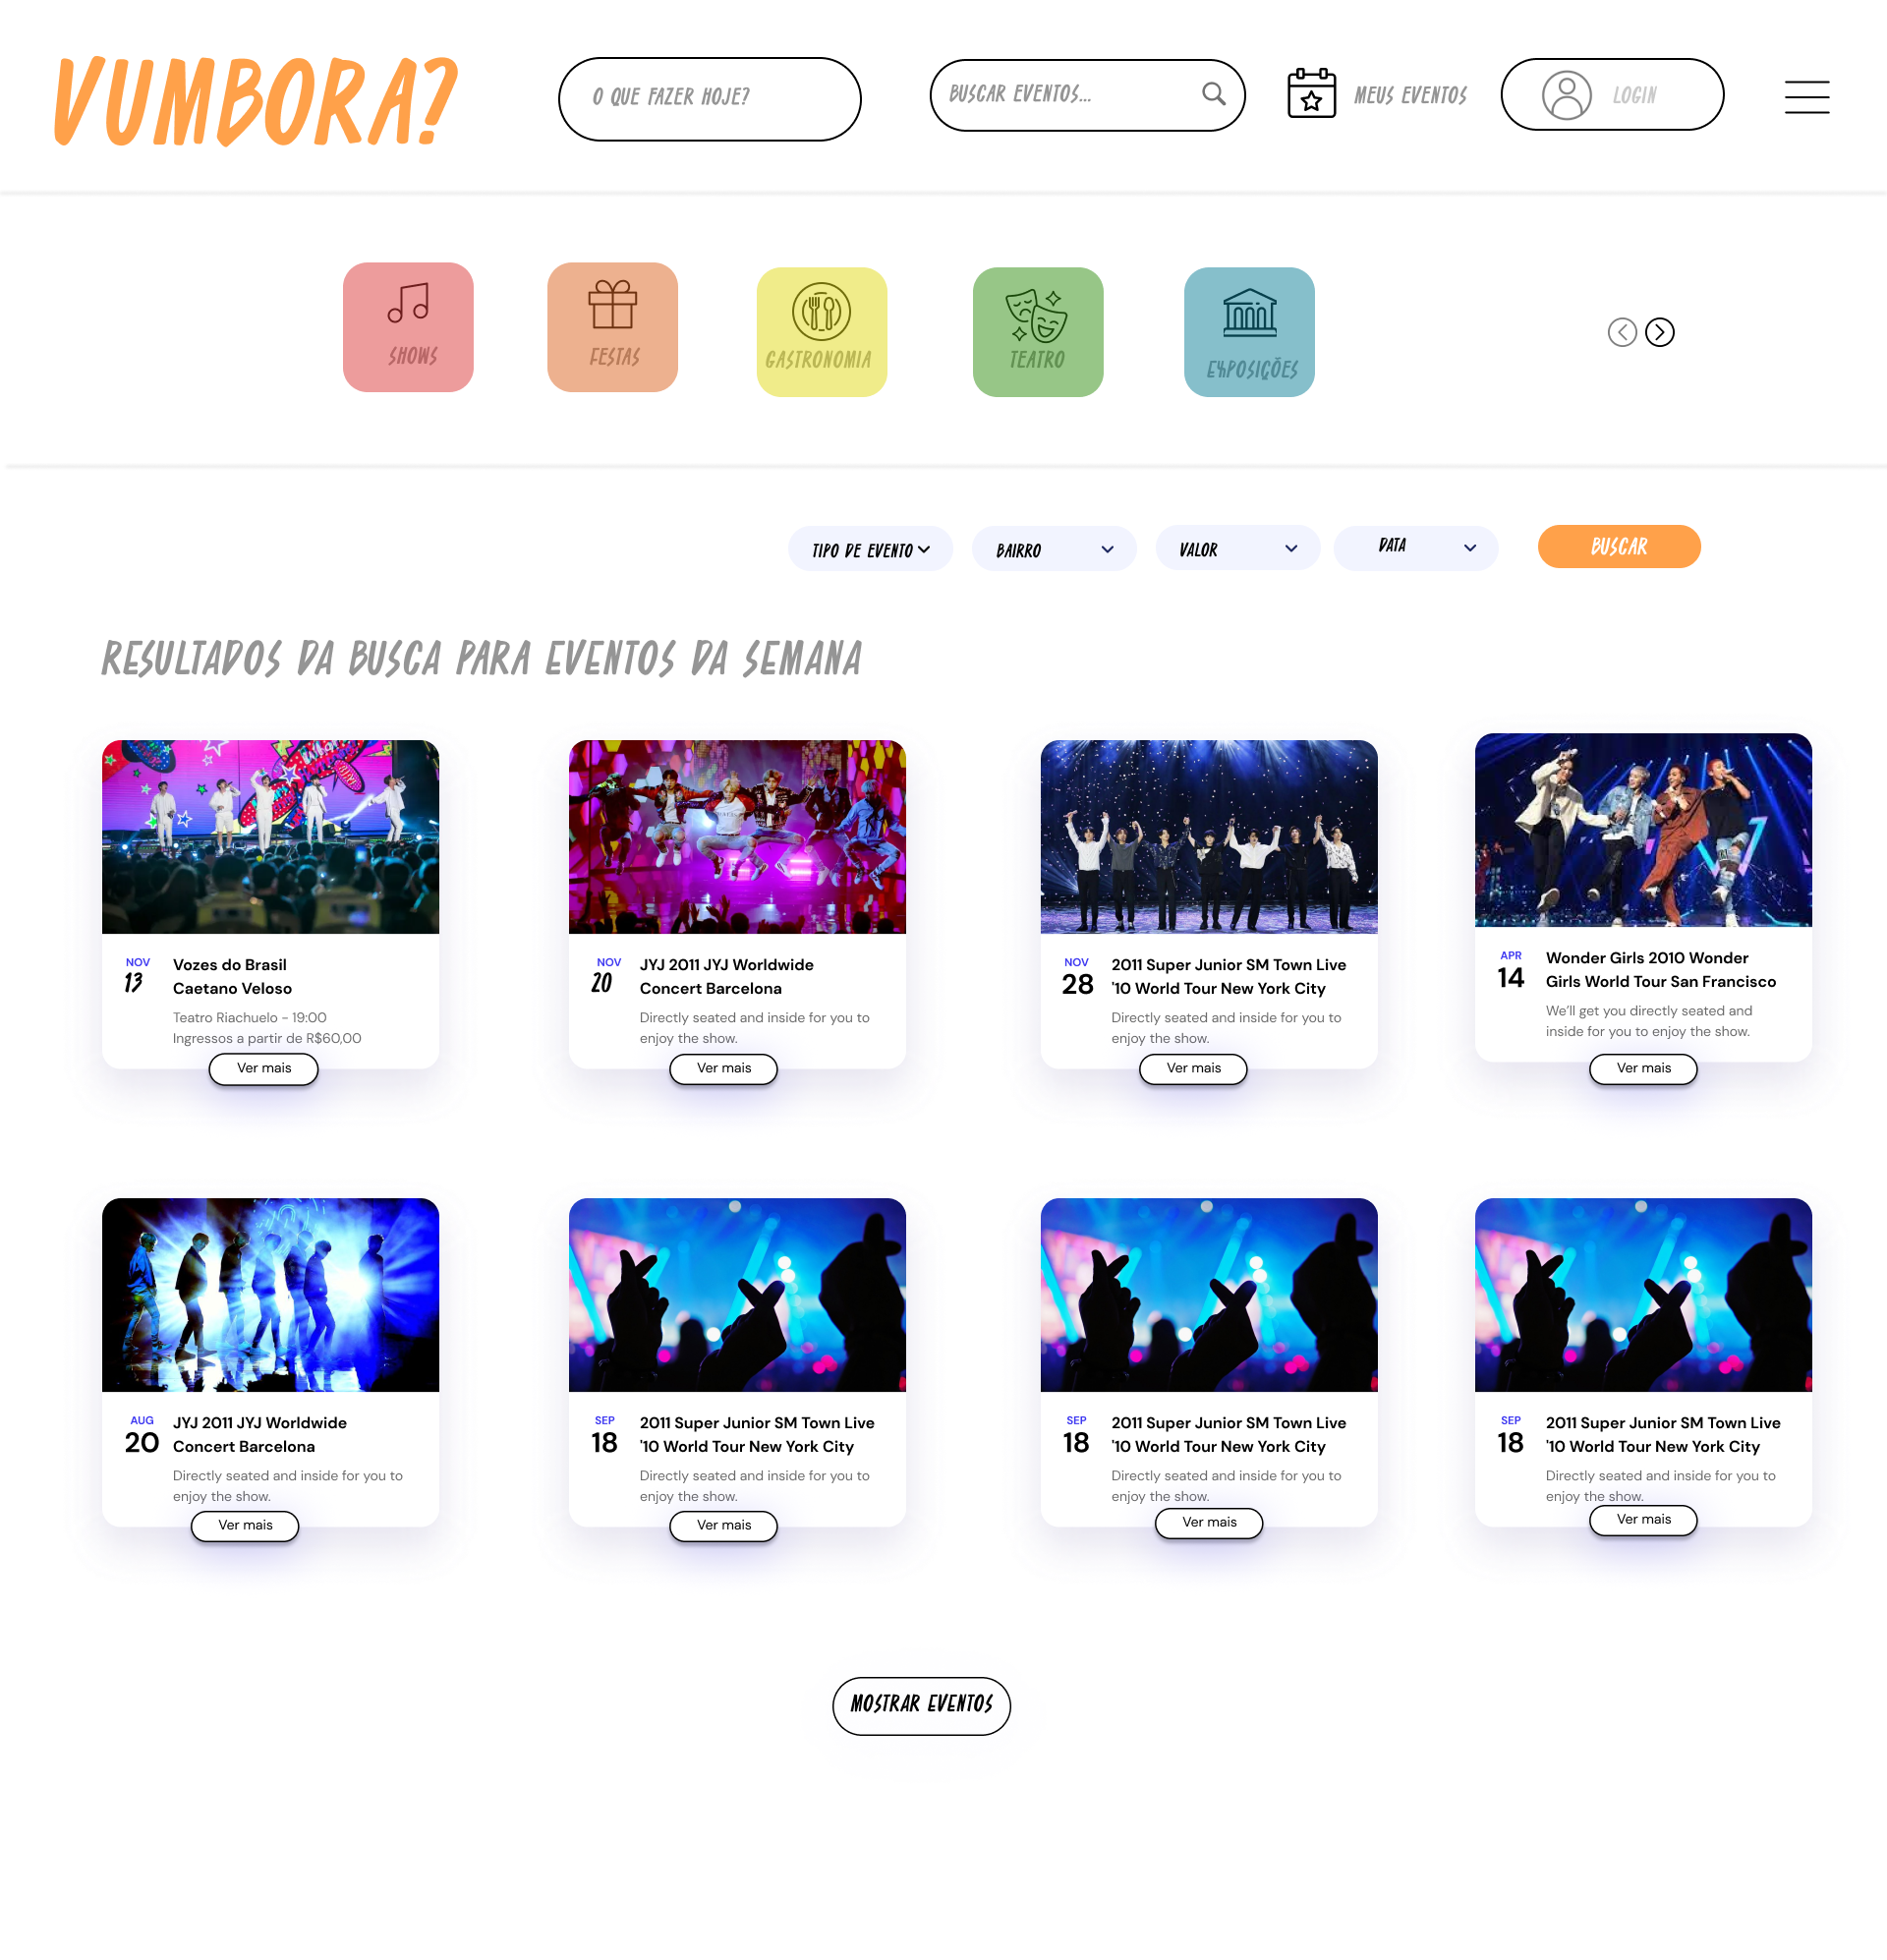 VUMBORA?
O QUE FAZER HOJE?
BUSCAR EVENTOS...
MEUS EVENTOS
LOGIN
SHOWS
FESTAS
GASTRONOMIA
TEATRO
EXPOSIÇÕES
TIPO DE EVENTO
BAIRRO
VALOR
DATA
BUSCAR
RESULTADOS DA BUSCA PARA EVENTOS DA SEMANA
NOV
13
Vozes do Brasil
Caetano Veloso
Teatro Riachuelo - 19:00
Ingressos a partir de R$60,00
Ver mais
NOV
20
JYJ 2011 JYJ Worldwide
Concert Barcelona
Directly seated and inside for you to
enjoy the show.
Ver mais
NOV
28
2011 Super Junior SM Town Live
'10 World Tour New York City
Directly seated and inside for you to
enjoy the show.
Ver mais
APR
14
Wonder Girls 2010 Wonder
Girls World Tour San Francisco
We'll get you directly seated and
inside for you to enjoy the show.
Ver mais
AUG
20
JYJ 2011 JYJ Worldwide
Concert Barcelona
Directly seated and inside for you to
enjoy the show.
Ver mais
SEP
18
2011 Super Junior SM Town Live
'10 World Tour New York City
Directly seated and inside for you to
enjoy the show.
Ver mais
SEP
18
2011 Super Junior SM Town Live
'10 World Tour New York City
Directly seated and inside for you to
enjoy the show.
Ver mais
SEP
18
2011 Super Junior SM Town Live
'10 World Tour New York City
Directly seated and inside for you to
enjoy the show.
Ver mais
MOSTRAR EVENTOS